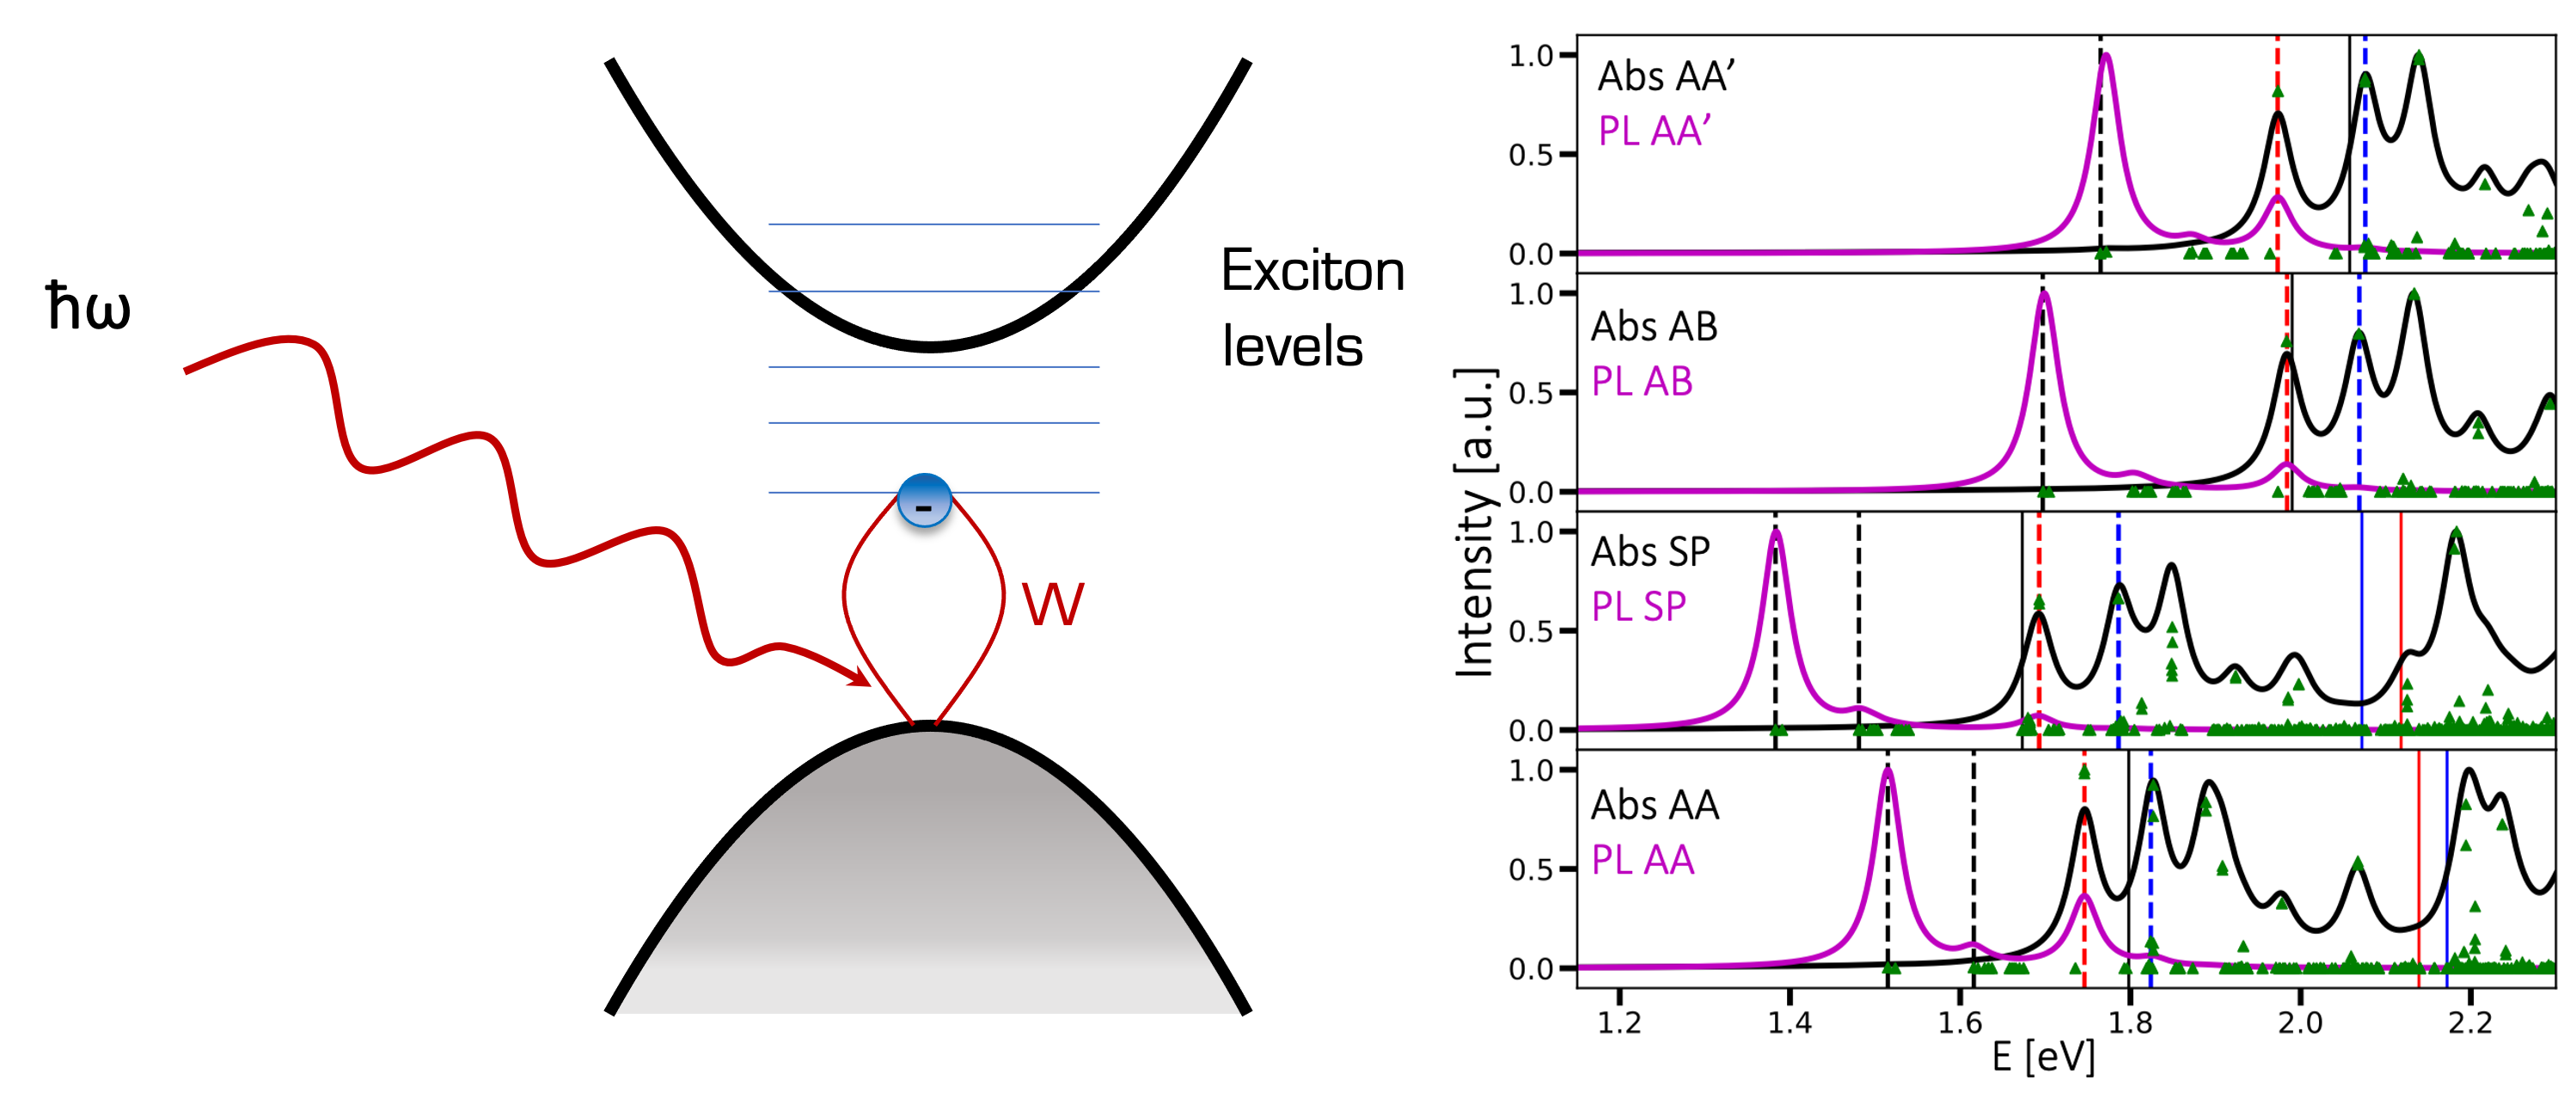 ħω
Exciton
levels
-
W
Intensity [a.u.]
1.0
0.5
0.0
Abs AA’
PL AA’
1.0
0.5
0.0
Abs AB
PL AB
1.0
0.5
0.0
Abs SP
PL SP
1.0
0.5
0.0
Abs AA
PL AA
1.2 1.4 1.6 1.8 2.0 2.2
E [eV]